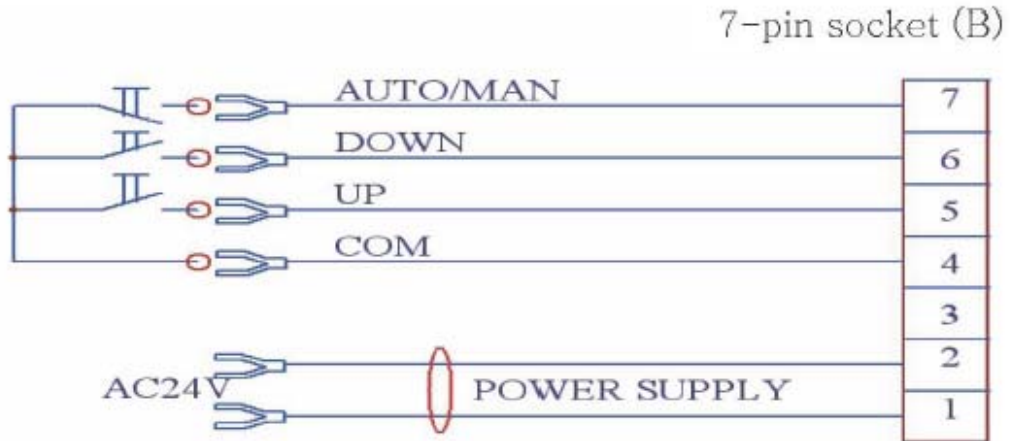 7-pin socket (B)
AUTO/MAN 7
DOWN 6
UP 5
COM 4
3
2
AC24V POWER SUPPLY
1